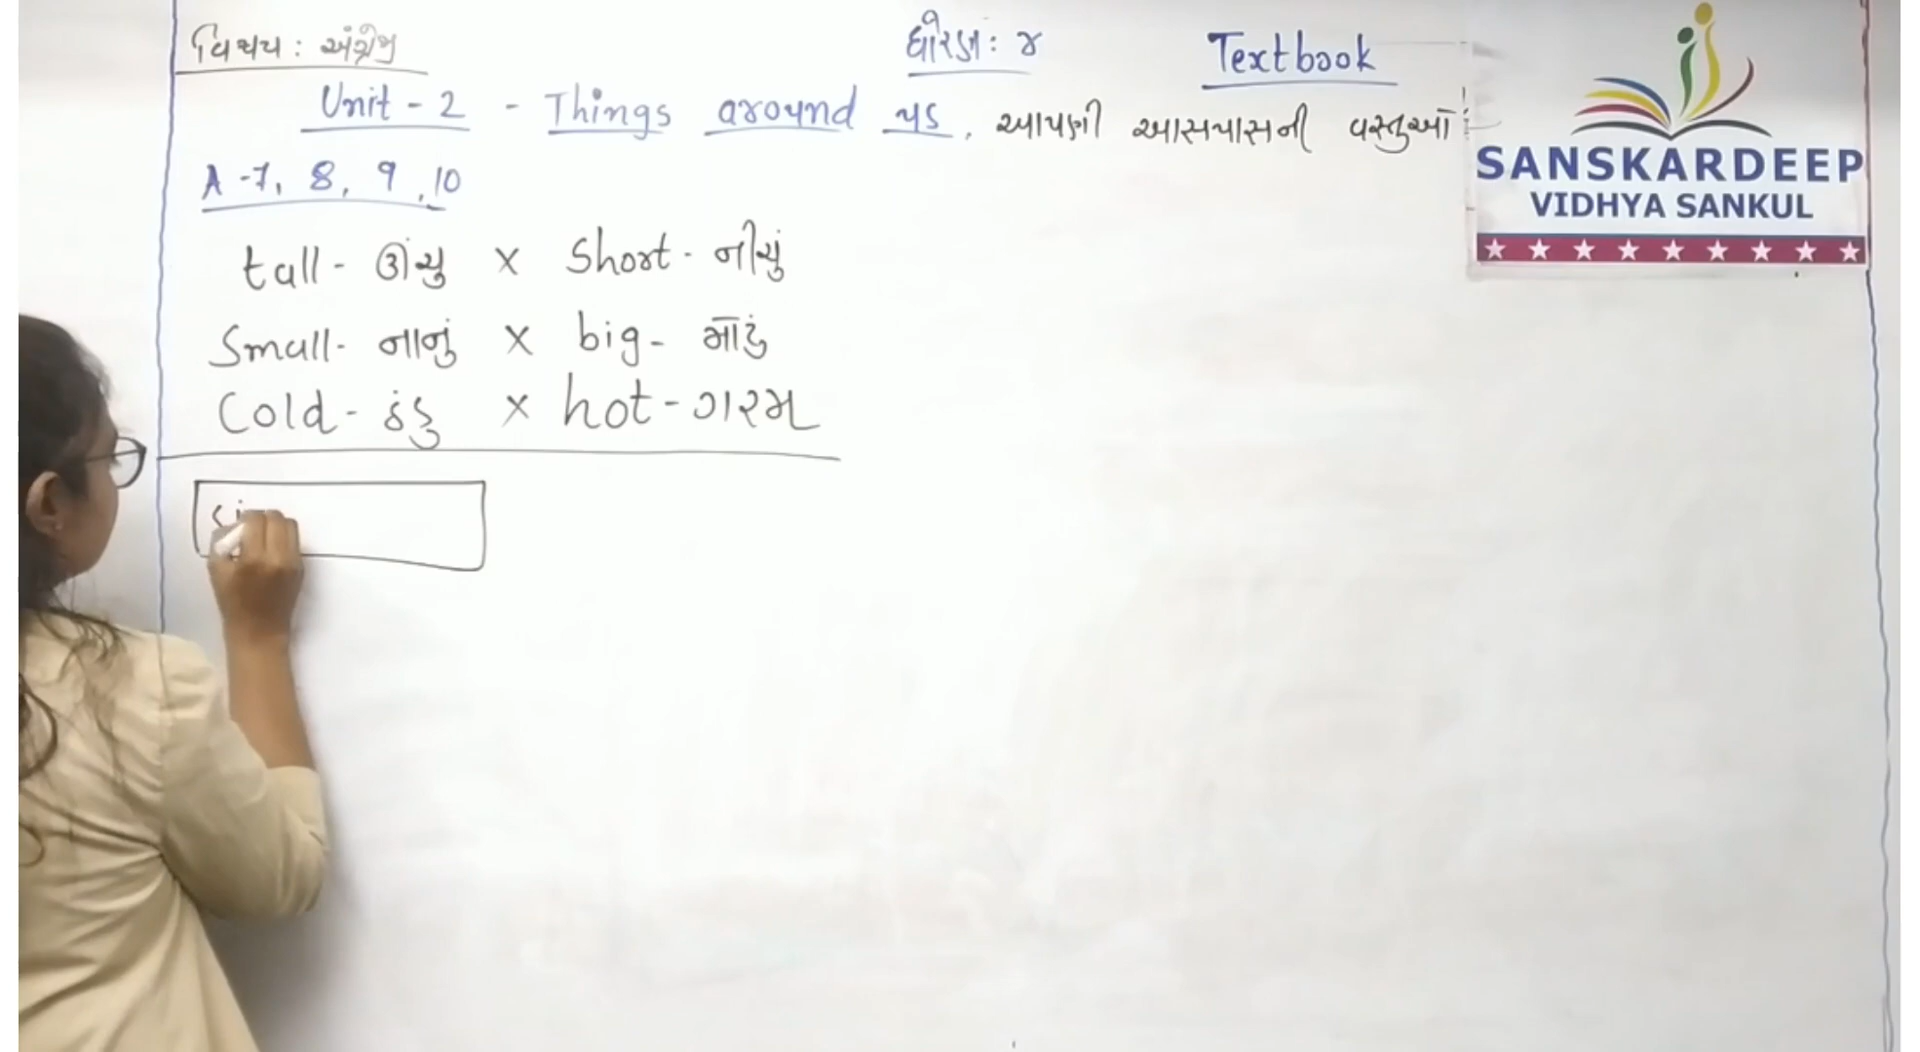 વિષય : અંગ્રેજી ધોરણ : ૪ Textbook
Unit - 2 - Things around us. આપણી આસપાસની વસ્તુઓ
A -7, 8, 9, 10
tall - ઊંચુ x Short - નીચું
Small - નાનું x big - મોટું
Cold - ઠંડુ x hot - ગરમ
SANSKARDEEP
VIDHYA SANKUL